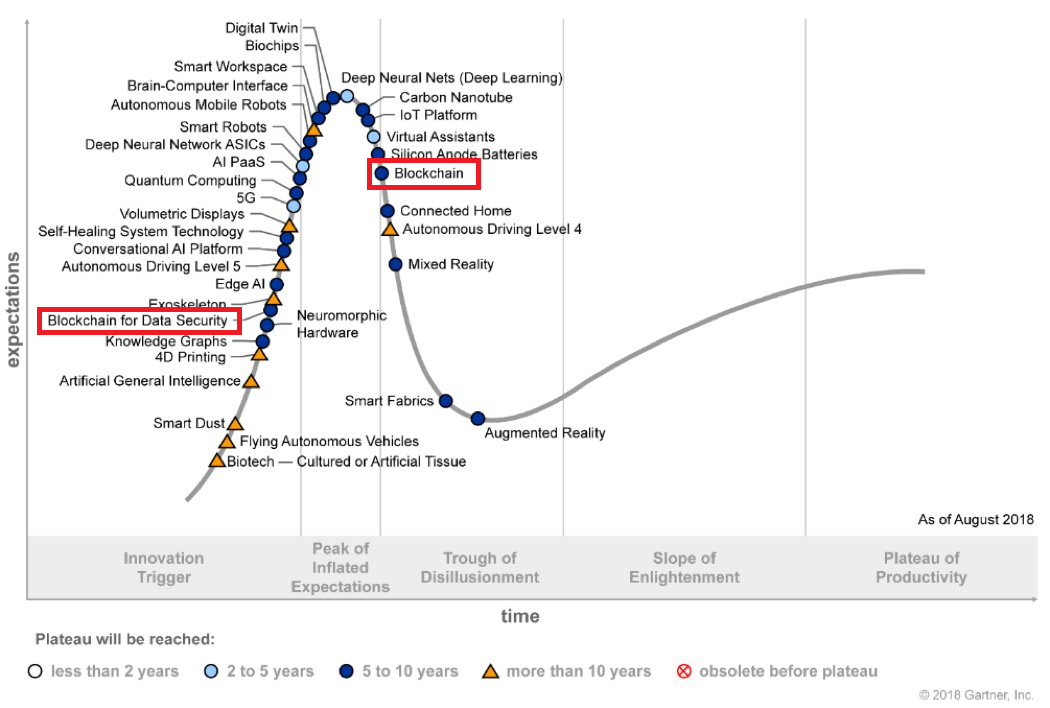 Digital Twin
Biochips
Smart Workspace
Brain-Computer Interface
Autonomous Mobile Robots
Smart Robots
Deep Neural Network ASICs
AI PaaS
Quantum Computing
5G
Volumetric Displays
Self-Healing System Technology
Conversational AI Platform
Autonomous Driving Level 5
Edge AI
Exoskeleton
Blockchain for Data Security
Neuromorphic
Hardware
Knowledge Graphs
4D Printing
Artificial General Intelligence
Smart Dust
Flying Autonomous Vehicles
Biotech — Cultured or Artificial Tissue
Deep Neural Nets (Deep Learning)
Carbon Nanotube
IoT Platform
Virtual Assistants
Silicon Anode Batteries
Blockchain
Connected Home
Autonomous Driving Level 4
Mixed Reality
Smart Fabrics
Augmented Reality
expectations
As of August 2018
Innovation
Trigger
Peak of
Inflated
Expectations
Trough of
Disillusionment
Slope of
Enlightenment
Plateau of
Productivity
time
Plateau will be reached:
less than 2 years
2 to 5 years
5 to 10 years
more than 10 years
obsolete before plateau
© 2018 Gartner, Inc.